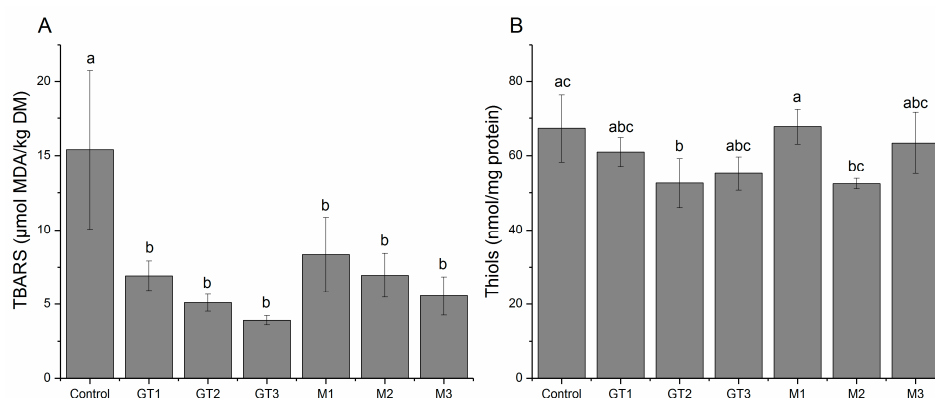 A
TBARS (μmol MDA/kg DM)
20
15
10
5
0
a
b
b
b
b
b
b
Control GT1 GT2 GT3 M1 M2 M3
B
Thiols (nmol/mg protein)
80
60
40
20
0
ac
abc
b
abc
a
bc
abc
Control GT1 GT2 GT3 M1 M2 M3